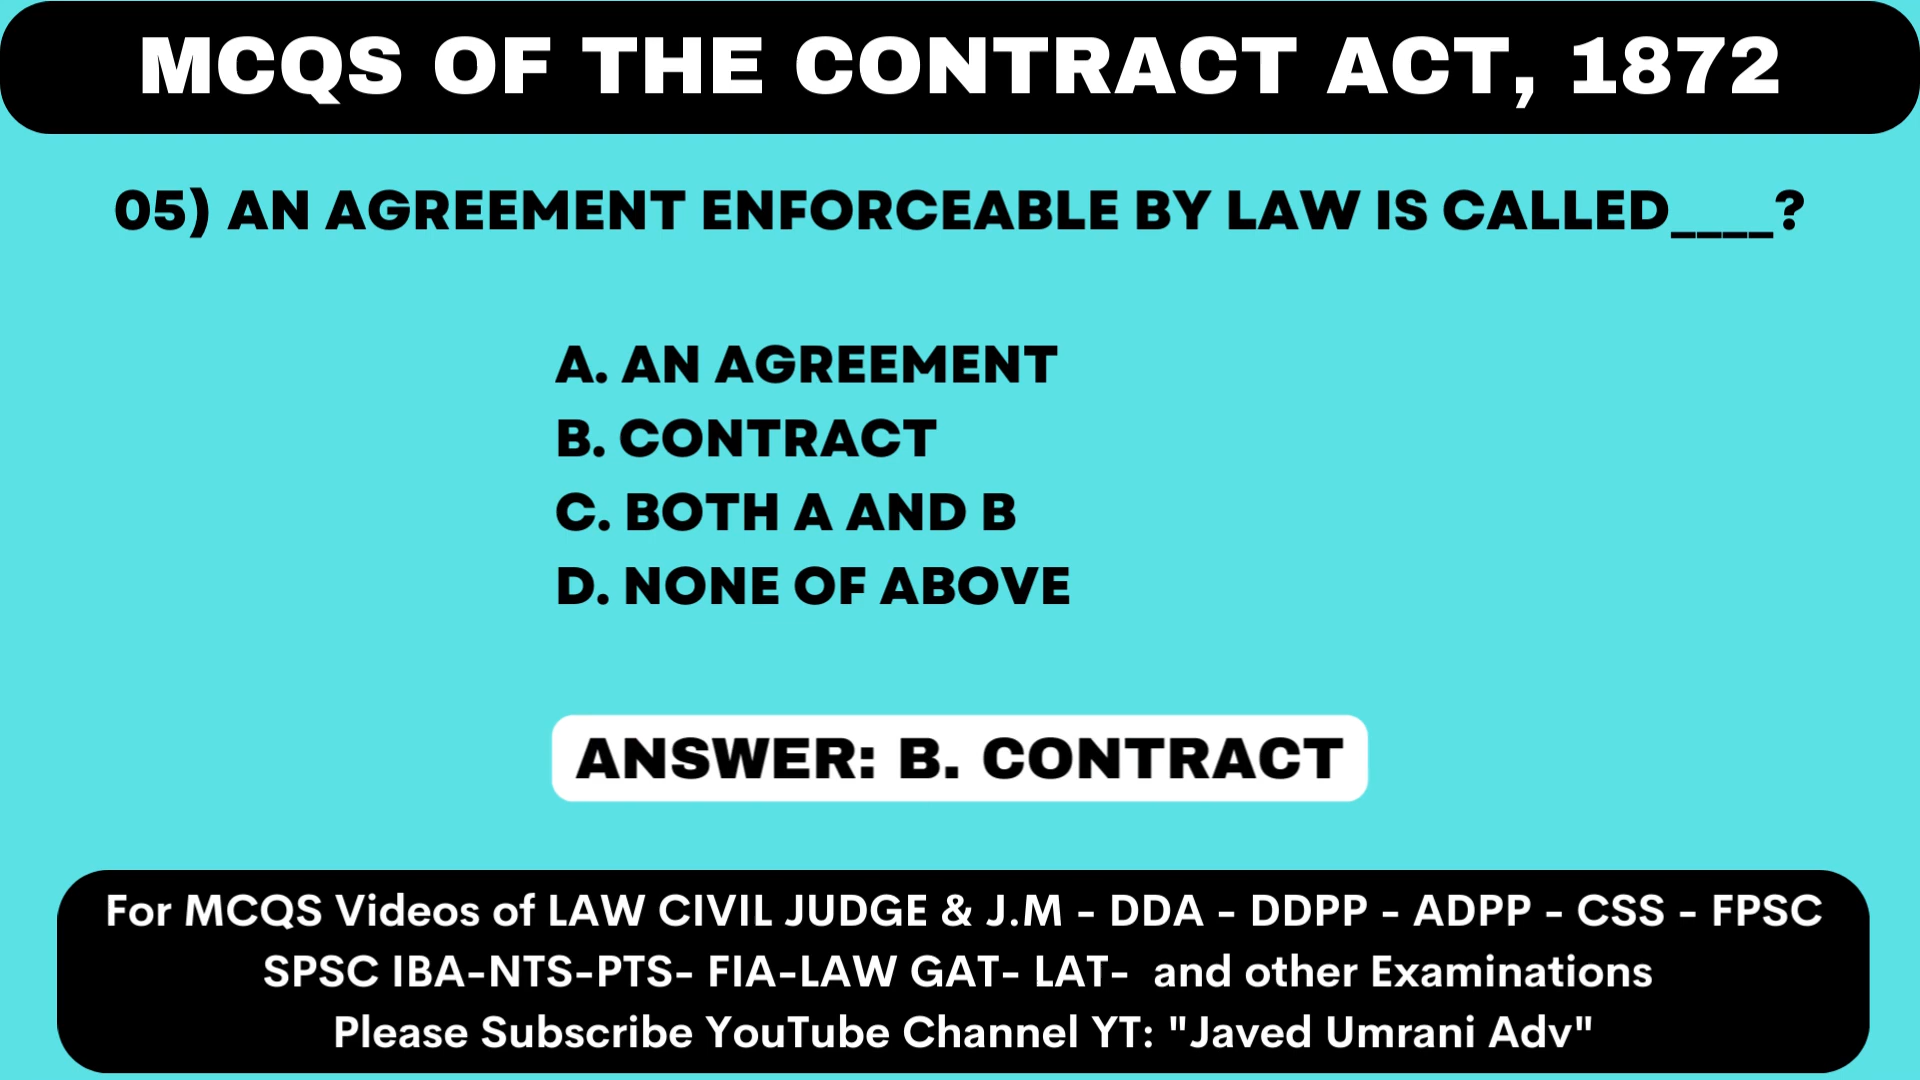 MCQS OF THE CONTRACT ACT, 1872
05) AN AGREEMENT ENFORCEABLE BY LAW IS CALLED____?
A. AN AGREEMENT
B. CONTRACT
C. BOTH A AND B
D. NONE OF ABOVE
ANSWER: B. CONTRACT
For MCQS Videos of LAW CIVIL JUDGE & J.M - DDA - DDPP - ADPP - CSS - FPSC
SPSC IBA-NTS-PTS- FIA-LAW GAT- LAT-  and other Examinations
Please Subscribe YouTube Channel YT: "Javed Umrani Adv"